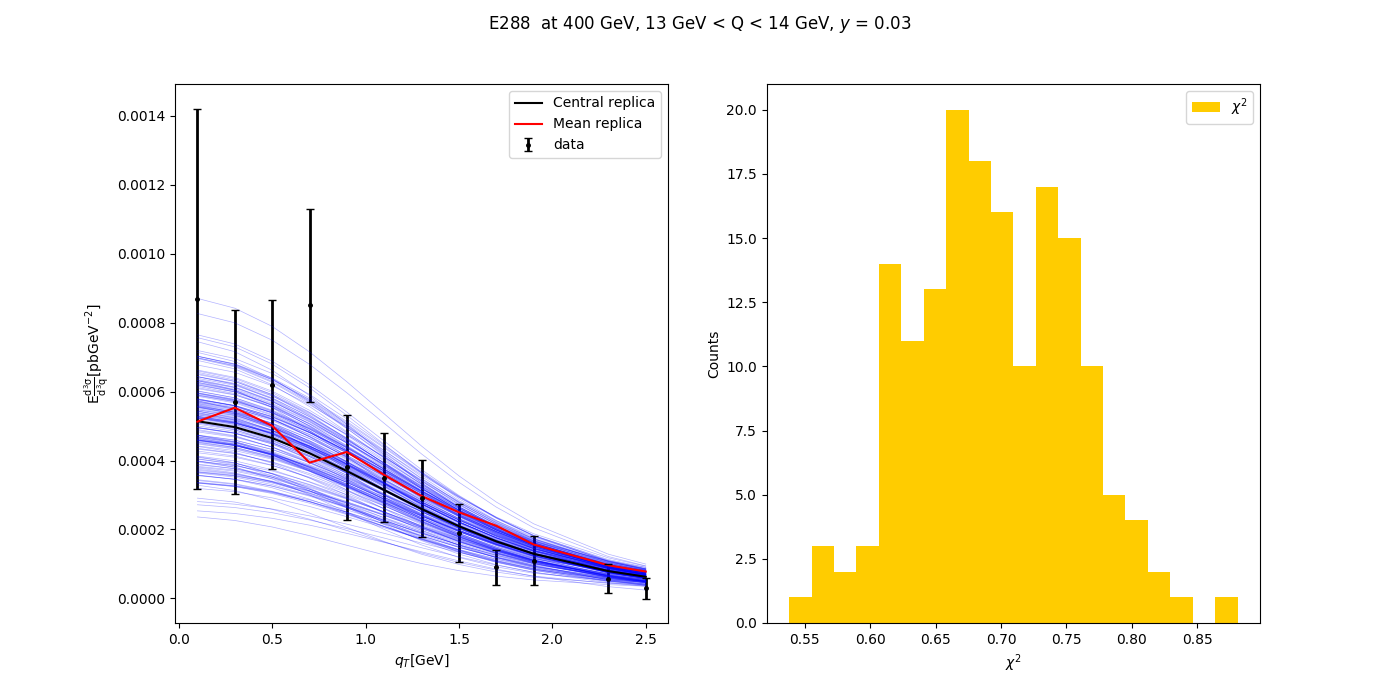 E288 at 400 GeV, 13 GeV < Q < 14 GeV, y = 0.03
0.0014
0.0012
0.0010
0.0008
0.0006
0.0004
0.0002
0.0000
E d³σ/d³q [pbGeV⁻²]
Central replica
Mean replica
data
0.0 0.5 1.0 1.5 2.0 2.5
q_T[GeV]
20.0
17.5
15.0
12.5
10.0
7.5
5.0
2.5
0.0
Counts
χ²
0.55 0.60 0.65 0.70 0.75 0.80 0.85
χ²